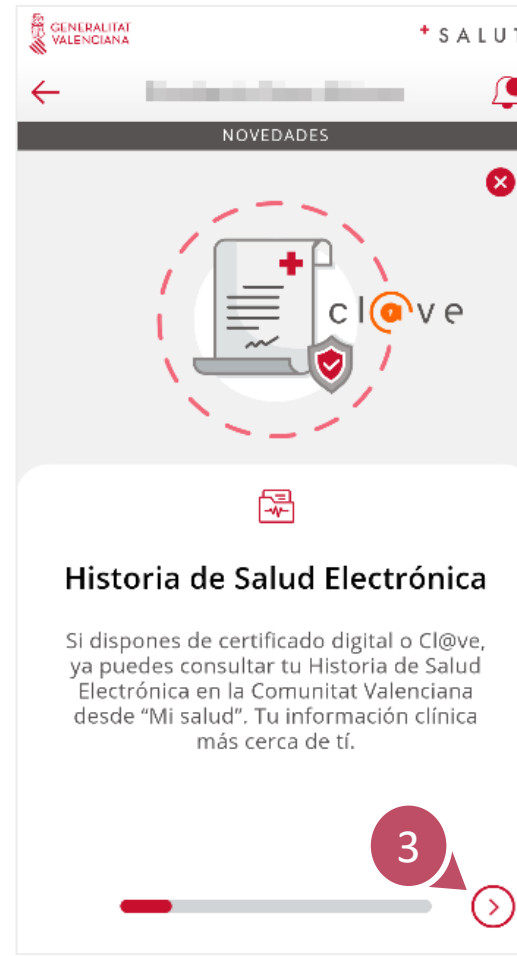 GENERALITAT
VALENCIANA
SALUT
NOVEDADES
cl@ve
Historia de Salud Electrónica
Si dispones de certificado digital o Cl@ve,
ya puedes consultar tu Historia de Salud
Electrónica en la Comunitat Valenciana
desde “Mi salud”. Tu información clínica
más cerca de tí.
3